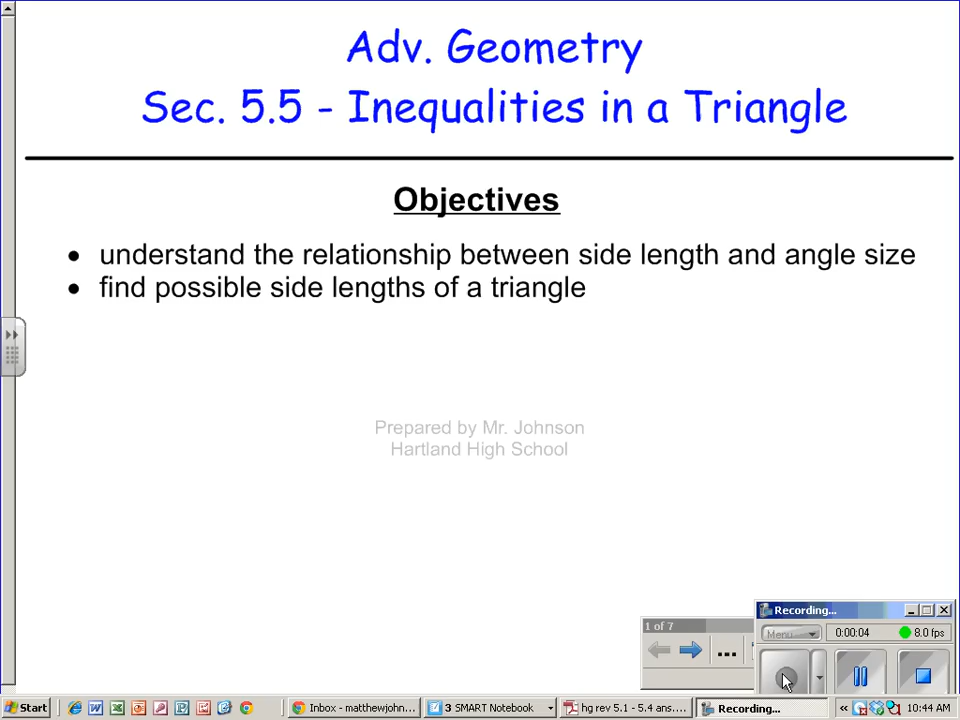 Adv. Geometry
Sec. 5.5 - Inequalities in a Triangle
Objectives
• understand the relationship between side length and angle size
• find possible side lengths of a triangle
Prepared by Mr. Johnson
Hartland High School
Recording...
1 of 7
Menu
0:00:04
8.0 fps
...
Start
Inbox - matthewjohn...
3 SMART Notebook
hg rev 5.1 - 5.4 ans....
Recording...
10:44 AM